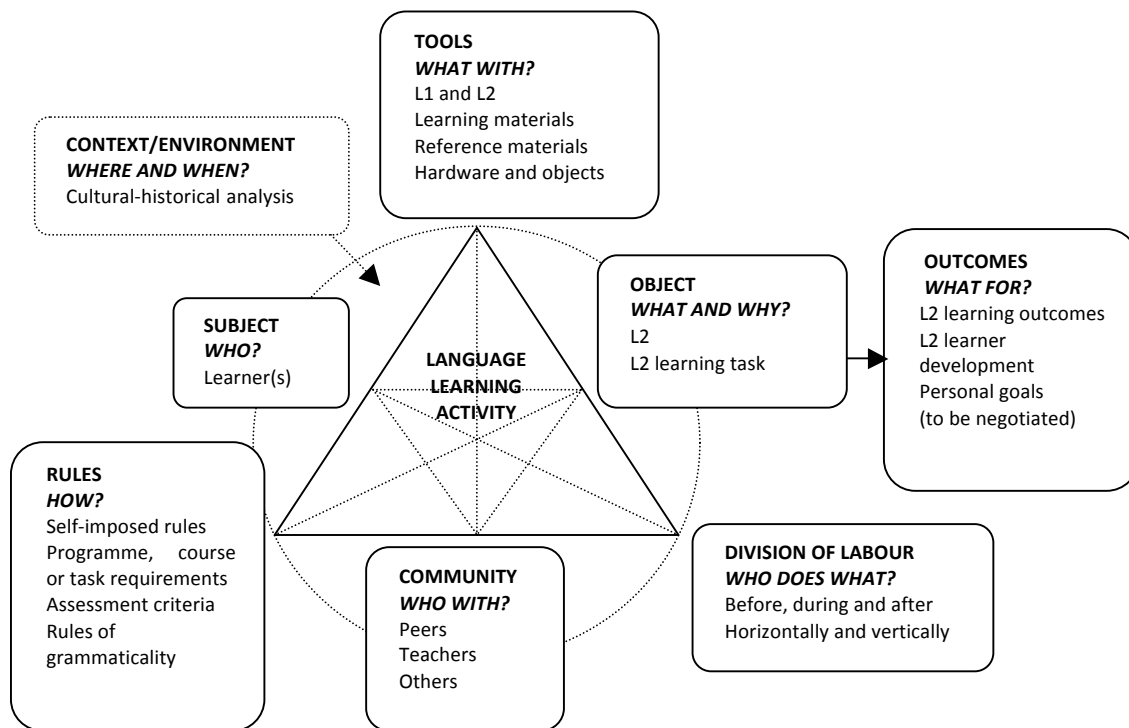 TOOLS
WHAT WITH?
L1 and L2
Learning materials
Reference materials
Hardware and objects
CONTEXT/ENVIRONMENT
WHERE AND WHEN?
Cultural-historical analysis
SUBJECT
WHO?
Learner(s)
LANGUAGE
LEARNING
ACTIVITY
OBJECT
WHAT AND WHY?
L2
L2 learning task
OUTCOMES
WHAT FOR?
L2 learning outcomes
L2 learner
development
Personal goals
(to be negotiated)
RULES
HOW?
Self-imposed rules
Programme, course
or task requirements
Assessment criteria
Rules of
grammaticality
COMMUNITY
WHO WITH?
Peers
Teachers
Others
DIVISION OF LABOUR
WHO DOES WHAT?
Before, during and after
Horizontally and vertically